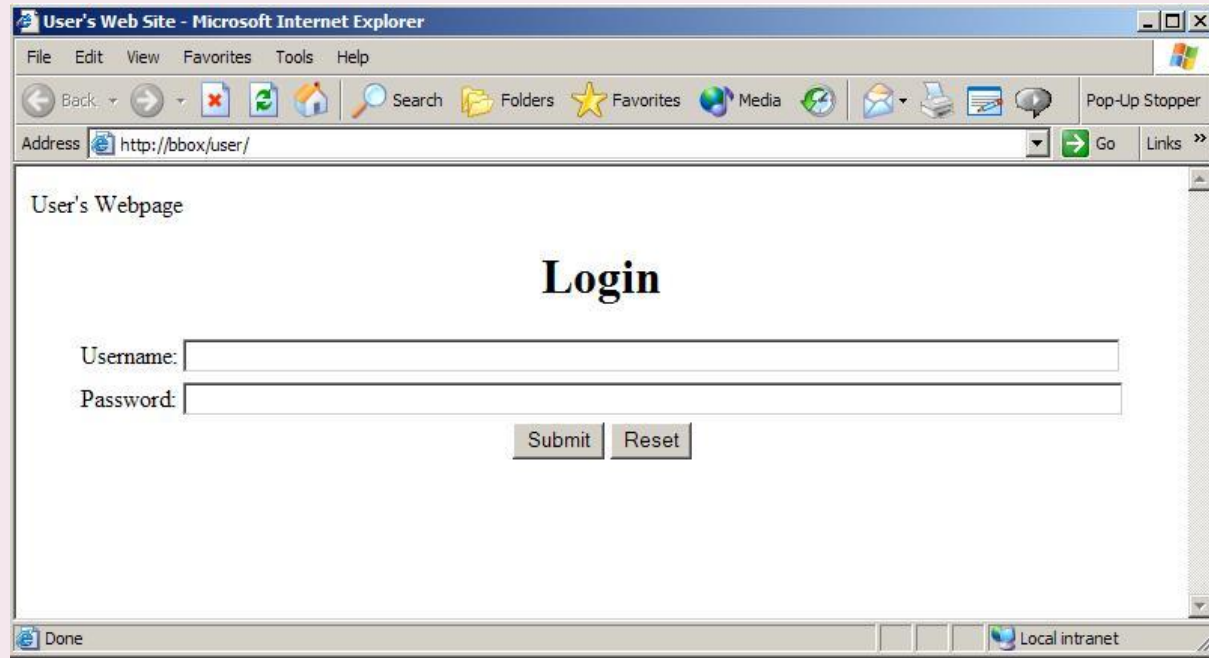 User's Web Site - Microsoft Internet Explorer
File Edit View Favorites Tools Help
Back Search Folders Favorites Media Pop-Up Stopper
Address http://bbox/user/ Go Links »
User's Webpage
Login
Username:
Password:
Submit Reset
Done Local intranet